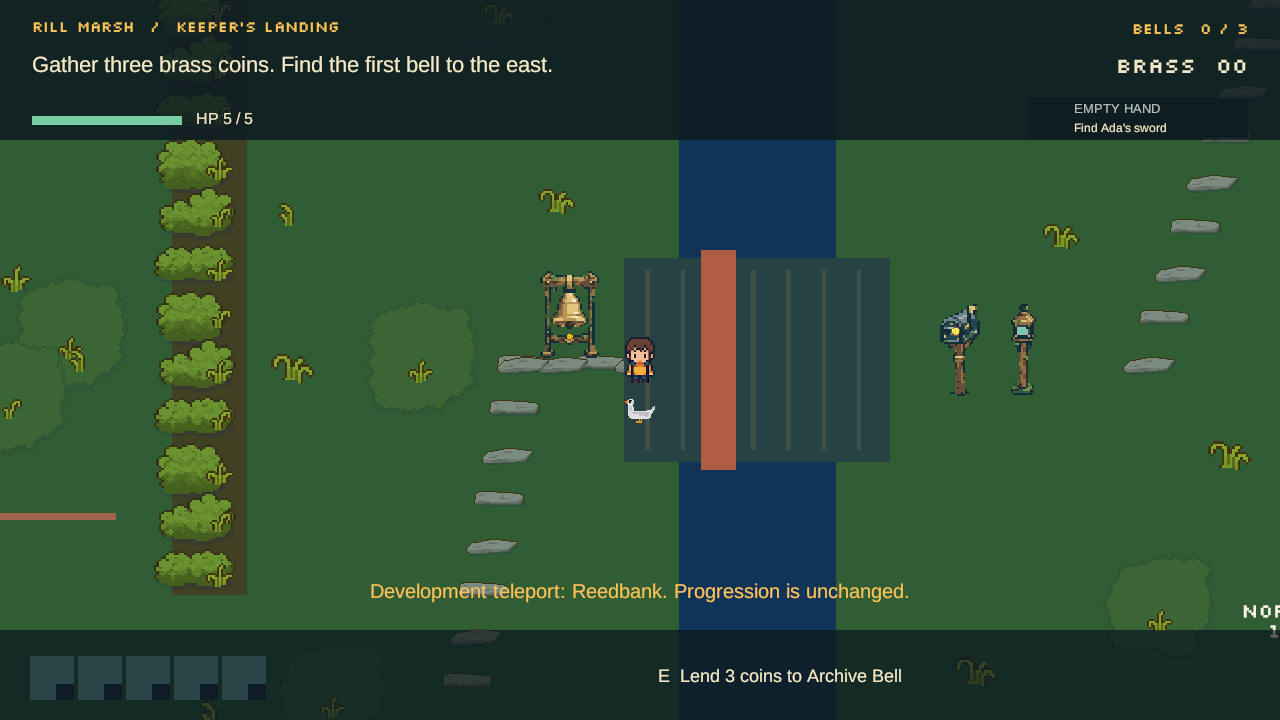 RILL MARSH / KEEPER'S LANDING
BELLS 0 / 3
Gather three brass coins. Find the first bell to the east.
BRASS 00
HP 5 / 5
EMPTY HAND
Find Ada's sword
Development teleport: Reedbank. Progression is unchanged.
E Lend 3 coins to Archive Bell